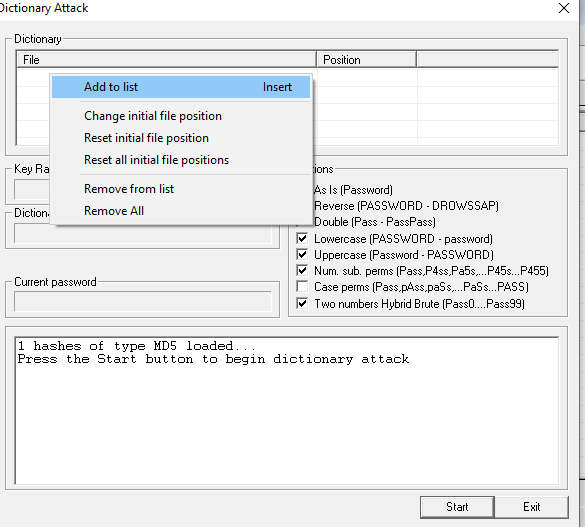 Dictionary Attack
Dictionary
File Position
Add to list Insert
Change initial file position
Reset initial file position
Reset all initial file positions
Remove from list
Remove All
Key Ra
Dictiona
Current password
tions
As Is (Password)
Reverse (PASSWORD - DROWSSAP)
Double (Pass - PassPass)
Lowercase (PASSWORD - password)
Uppercase (Password - PASSWORD)
Num. sub. perms (Pass,P4ss,Pa5s,...P45s...P455)
Case perms (Pass,pAss,paSs,...PaSs...PASS)
Two numbers Hybrid Brute (Pass0....Pass99)
1 hashes of type MD5 loaded...
Press the Start button to begin dictionary attack
Start Exit